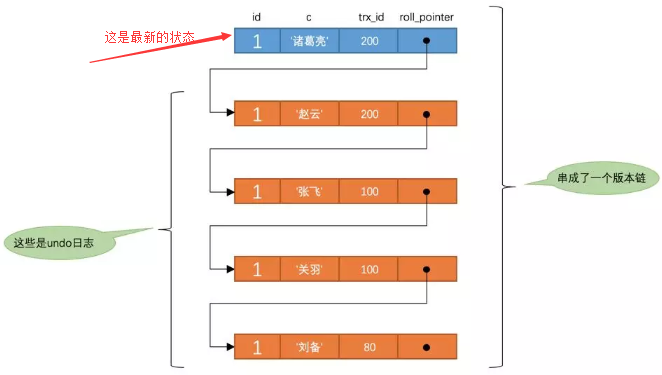 id c trx_id roll_pointer
这是最新的状态
1 '诸葛亮' 200
1 '赵云' 200
1 '张飞' 100
串成了一个版本链
这些是undo日志
1 '关羽' 100
1 '刘备' 80